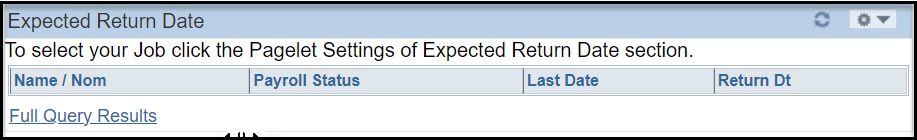 Expected Return Date
To select your Job click the Pagelet Settings of Expected Return Date section.
Name / Nom Payroll Status Last Date Return Dt
Full Query Results